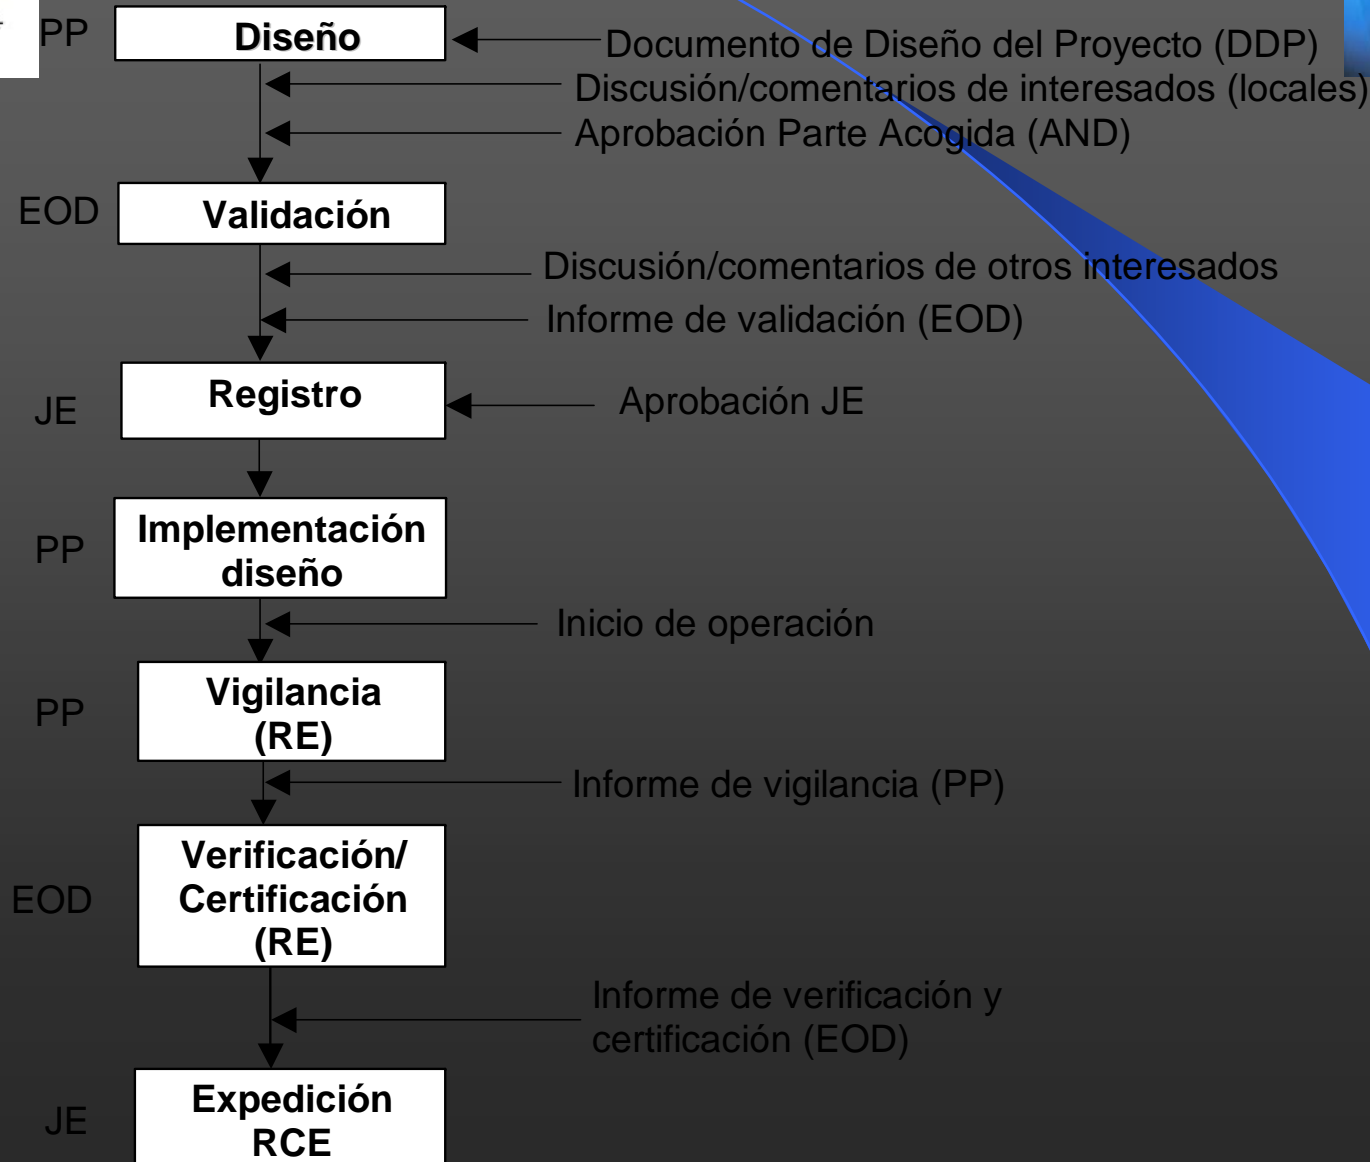 PP
Diseño
Documento de Diseño del Proyecto (DDP)
Discusión/comentarios de interesados (locales)
Aprobación Parte Acogida (AND)
EOD
Validación
Discusión/comentarios de otros interesados
Informe de validación (EOD)
JE
Registro
Aprobación JE
PP
Implementación
diseño
Inicio de operación
PP
Vigilancia
(RE)
Informe de vigilancia (PP)
EOD
Verificación/
Certificación
(RE)
Informe de verificación y
certificación (EOD)
JE
Expedición
RCE